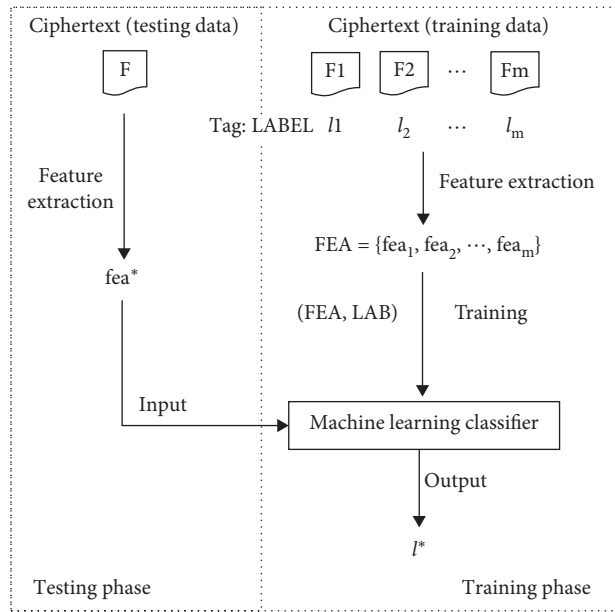 Ciphertext (testing data)
Ciphertext (training data)
F
F1 F2 ⋯ Fm
Tag: LABEL l1 l₂ ⋯ lₘ
Feature
extraction
Feature extraction
FEA = {fea₁, fea₂, ⋯, feaₘ}
fea*
(FEA, LAB) Training
Input
Machine learning classifier
Output
l*
Testing phase
Training phase